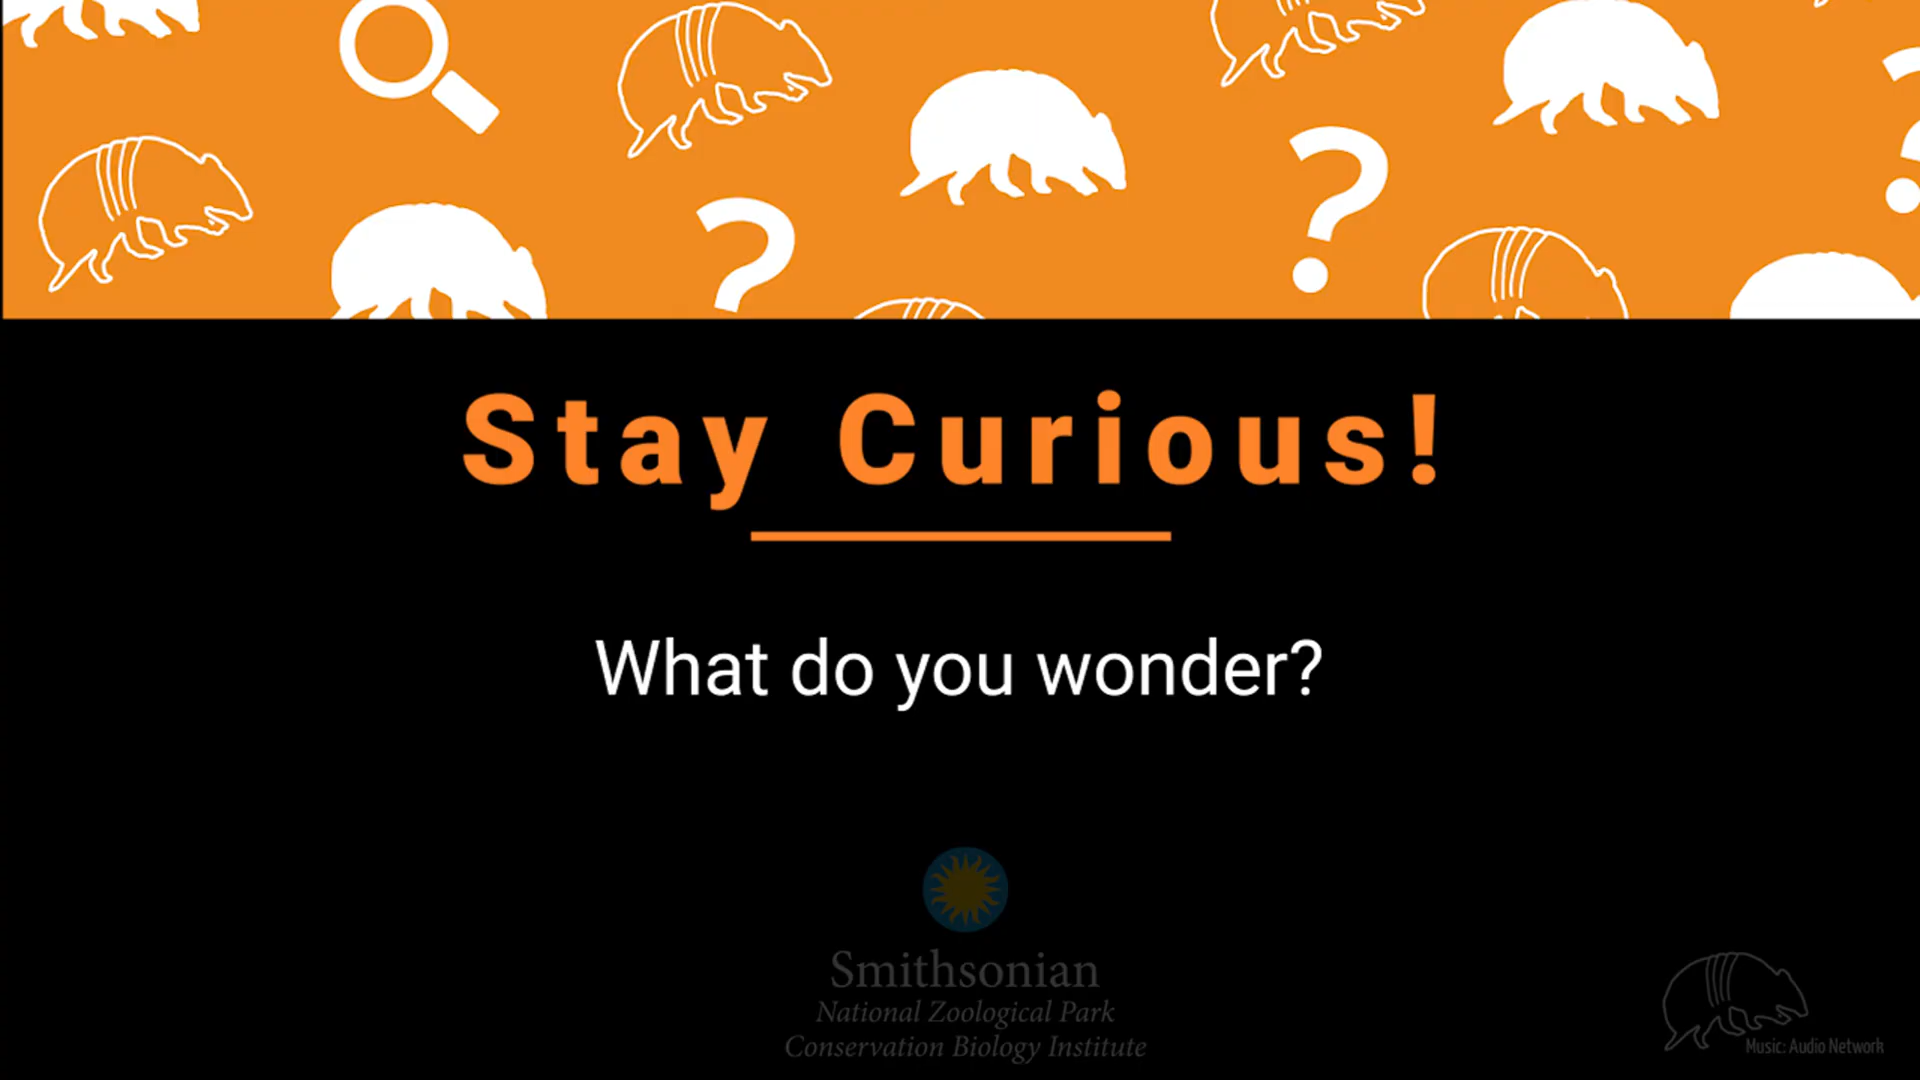 ? ? ?
Stay Curious!
What do you wonder?
Smithsonian
National Zoological Park
Conservation Biology Institute
Music: Audio Network